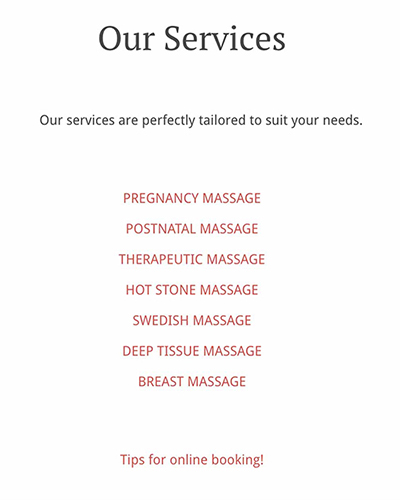 Our Services
Our services are perfectly tailored to suit your needs.
PREGNANCY MASSAGE
POSTNATAL MASSAGE
THERAPEUTIC MASSAGE
HOT STONE MASSAGE
SWEDISH MASSAGE
DEEP TISSUE MASSAGE
BREAST MASSAGE
Tips for online booking!